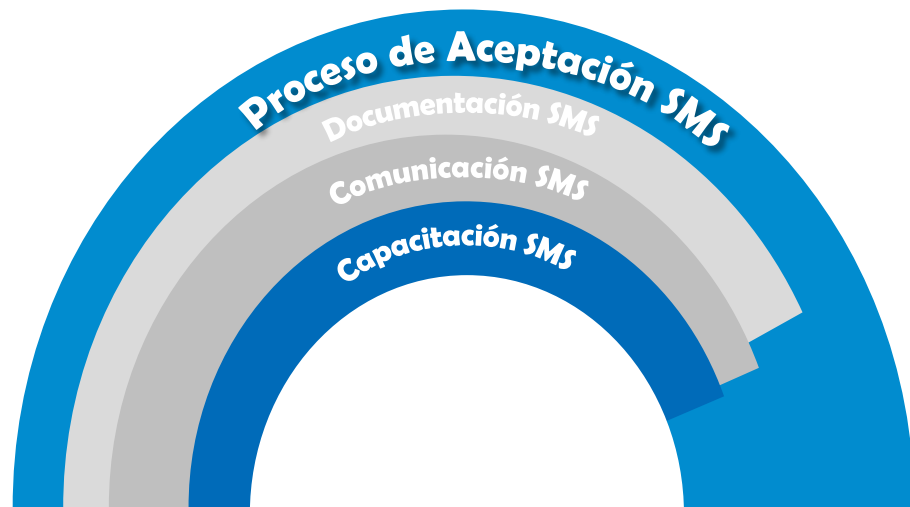 Proceso de Aceptación SMS
Documentación SMS
Comunicación SMS
Capacitación SMS